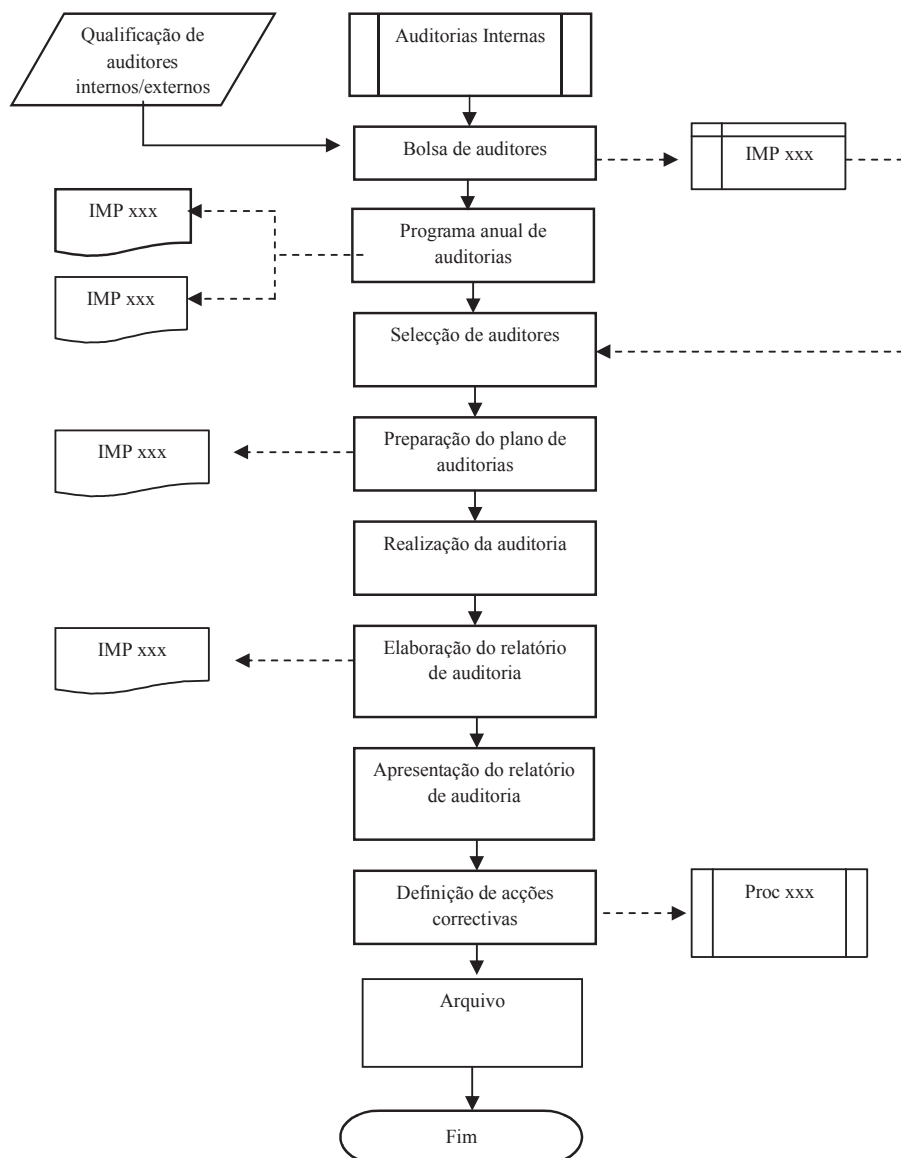 Qualificação de
auditores
internos/externos
Auditorias Internas
Bolsa de auditores
IMP xxx
IMP xxx
Programa anual de
auditorias
IMP xxx
Selecção de auditores
IMP xxx
Preparação do plano de
auditorias
Realização da auditoria
IMP xxx
Elaboração do relatório
de auditoria
Apresentação do relatório
de auditoria
Definição de acções
correctivas
Proc xxx
Arquivo
Fim